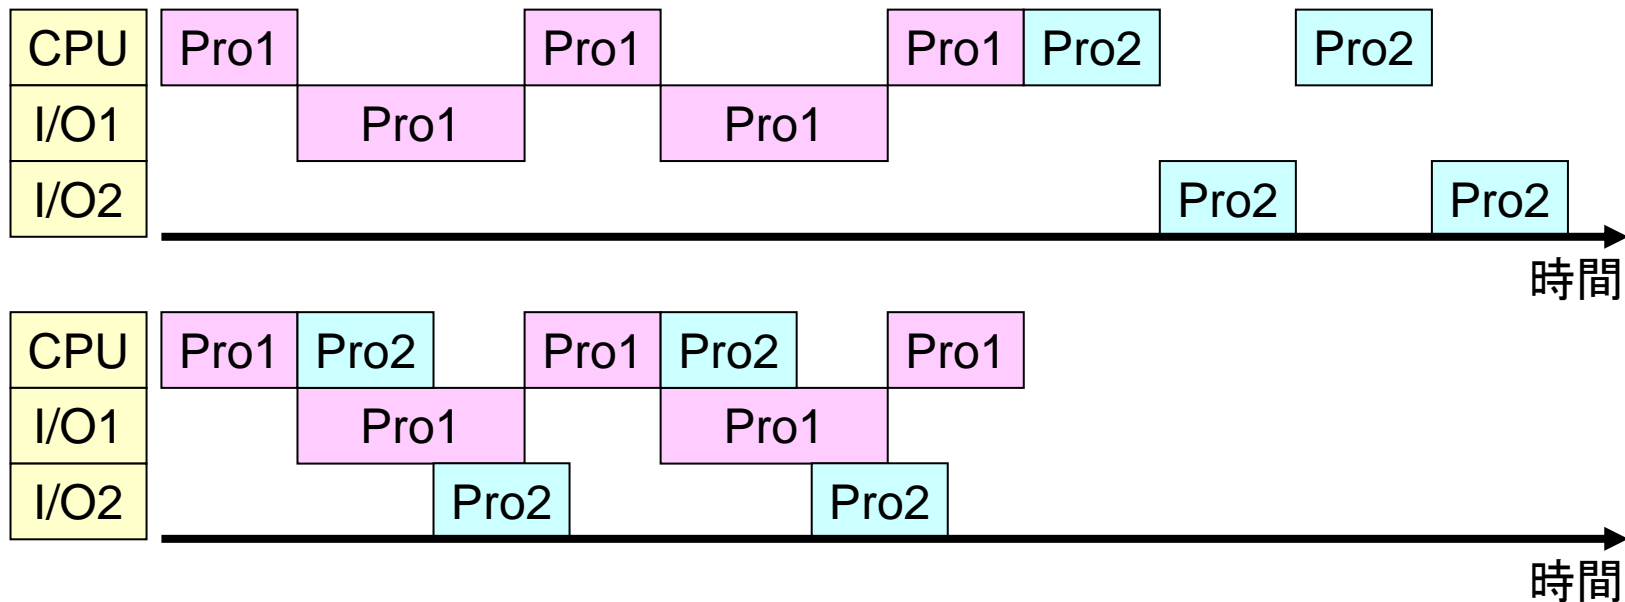 CPU Pro1 Pro1 Pro1 Pro2 Pro2
I/O1 Pro1 Pro1
I/O2 Pro2 Pro2
時間
CPU Pro1 Pro2 Pro1 Pro2 Pro1
I/O1 Pro1 Pro1
I/O2 Pro2 Pro2
時間